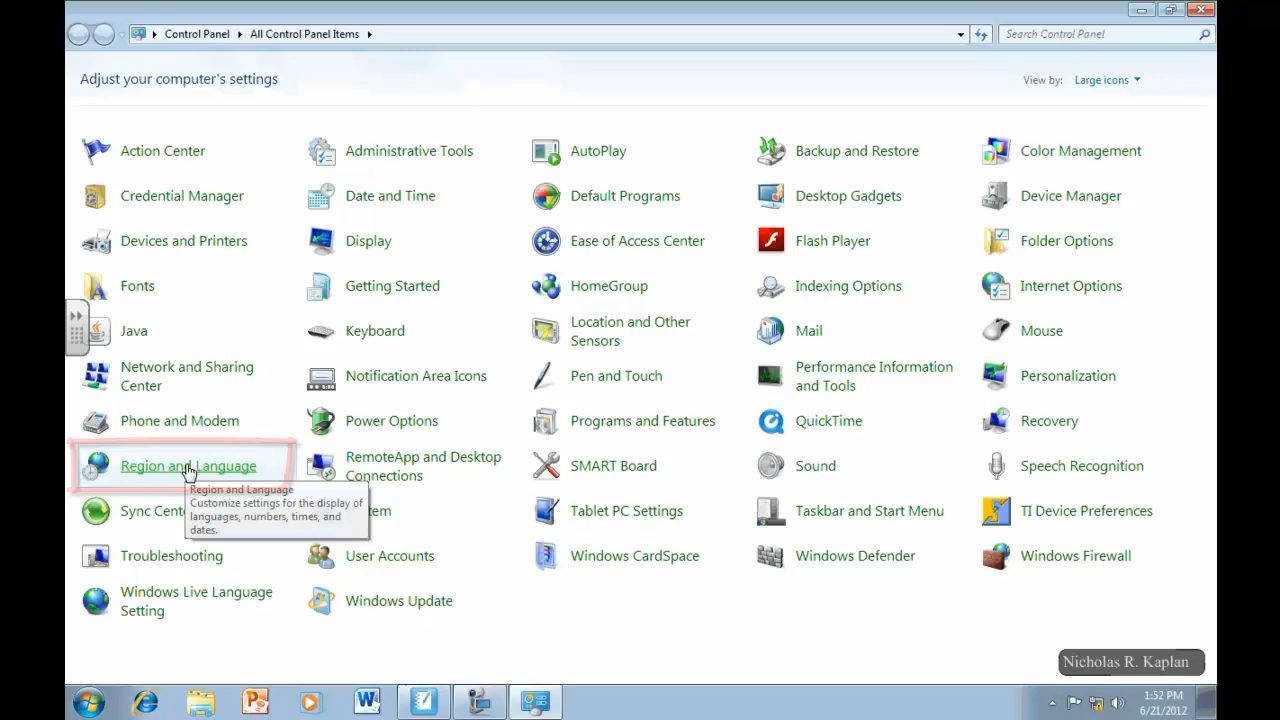 Control Panel All Control Panel Items Search Control Panel
Adjust your computer's settings View by: Large icons
Action Center Administrative Tools AutoPlay Backup and Restore Color Management
Credential Manager Date and Time Default Programs Desktop Gadgets Device Manager
Devices and Printers Display Ease of Access Center Flash Player Folder Options
Fonts Getting Started HomeGroup Indexing Options Internet Options
Java Keyboard Location and Other Sensors Mail Mouse
Network and Sharing Center Notification Area Icons Pen and Touch Performance Information and Tools Personalization
Phone and Modem Power Options Programs and Features QuickTime Recovery
Region and Language RemoteApp and Desktop Connections SMART Board Sound Speech Recognition
Region and Language
Customize settings for the display of
languages, numbers, times, and
dates.
Sync Tablet PC Settings Taskbar and Start Menu TI Device Preferences
Troubleshooting User Accounts Windows CardSpace Windows Defender Windows Firewall
Windows Live Language Setting Windows Update
Nicholas R. Kaplan
1:52 PM
6/21/2012